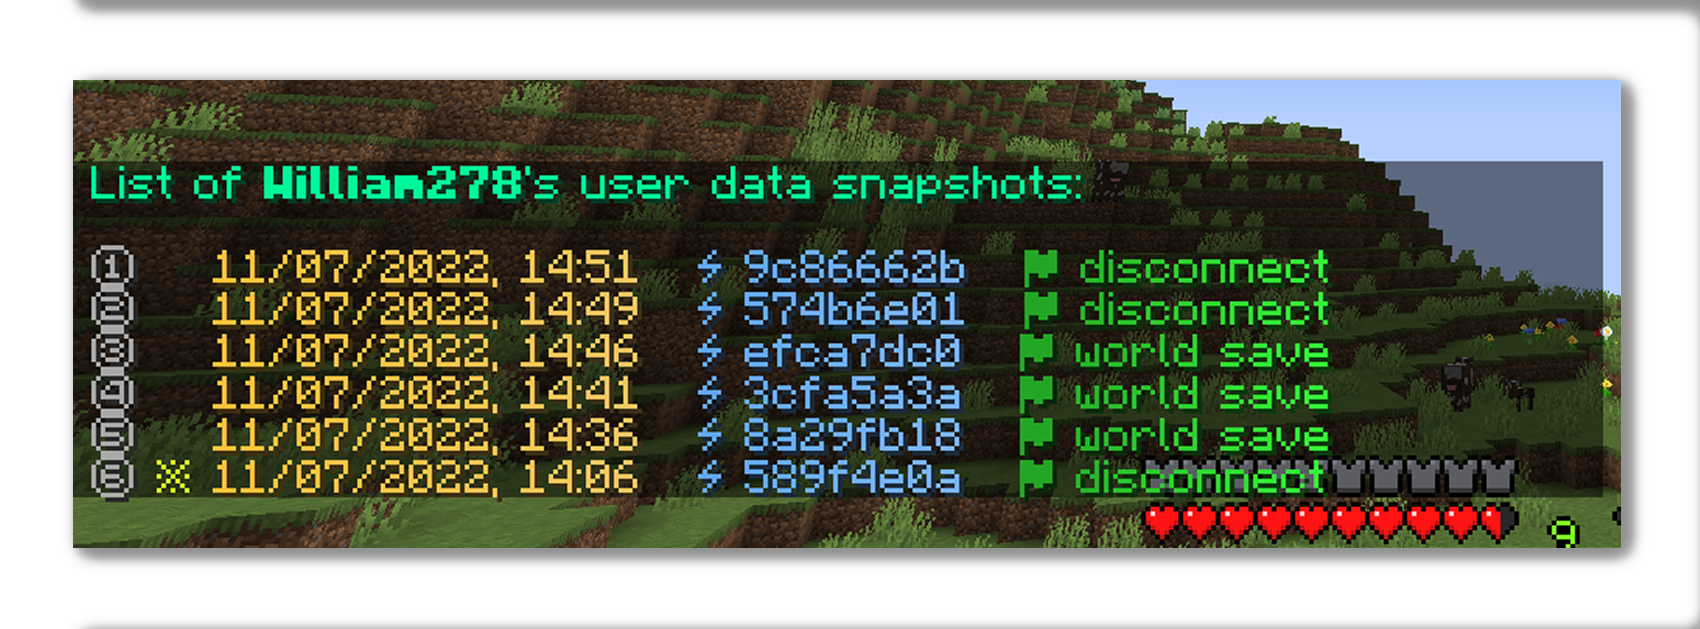 List of William278's user data snapshots:
① 11/07/2022, 14:51 ⚡ 9c86662b ⚑ disconnect
② 11/07/2022, 14:49 ⚡ 574b6e01 ⚑ disconnect
③ 11/07/2022, 14:46 ⚡ efca7dc0 ⚑ world save
④ 11/07/2022, 14:41 ⚡ 3cfa5a3a ⚑ world save
⑤ 11/07/2022, 14:36 ⚡ 8a29fb18 ⚑ world save
⑥ ※ 11/07/2022, 14:06 ⚡ 589f4e0a ⚑ disconnect
9